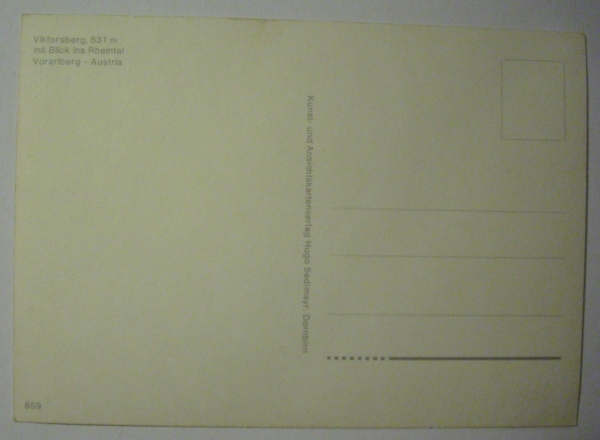 Viktorsberg, 831 m
mit Blick ins Rheintal
Vorarlberg - Austria
Kunst- und Ansichtskartenverlag Hugo Sedlmayr, Dornbirn
859